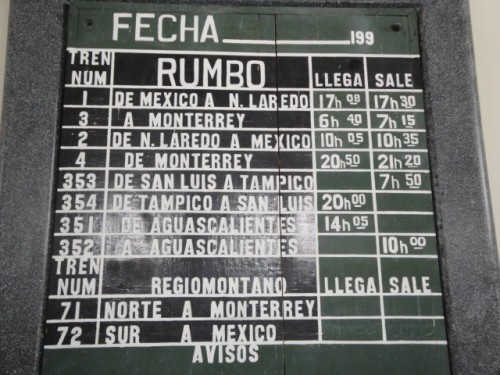 FECHA 199
TREN NUM RUMBO LLEGA SALE
1 DE MEXICO A N. LAREDO 17h 08 17h 30
3 A MONTERREY 6h 40 7h 15
2 DE N. LAREDO A MEXICO 10h 05 10h 35
4 DE MONTERREY 20h 50 21h 20
353 DE SAN LUIS A TAMPICO 7h 50
354 DE TAMPICO A SAN LUIS 20h 00
351 DE AGUASCALIENTES 14h 05
352 A AGUASCALIENTES 10h 00
TREN NUM REGIOMONTANO LLEGA SALE
71 NORTE A MONTERREY
72 SUR A MEXICO
AVISOS